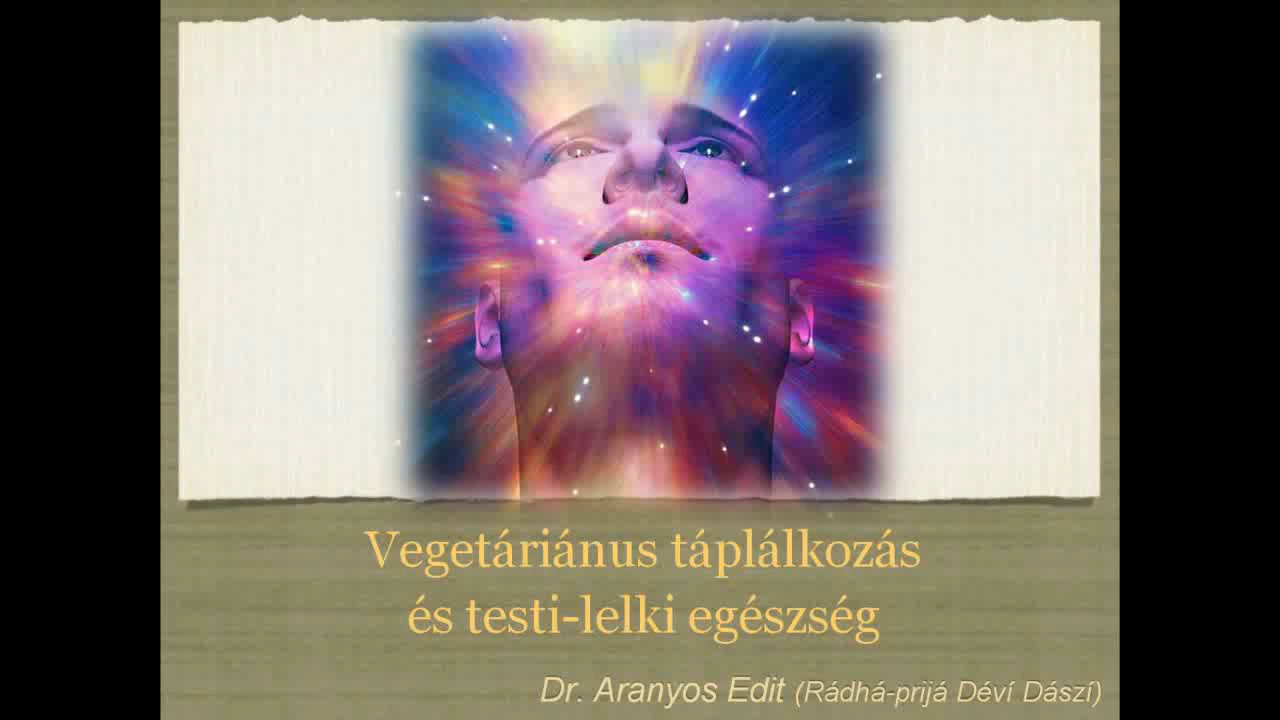 Vegetáriánus táplálkozás
és testi-lelki egészség
Dr. Aranyos Edit (Rádhá-prijá Déví Dászí)